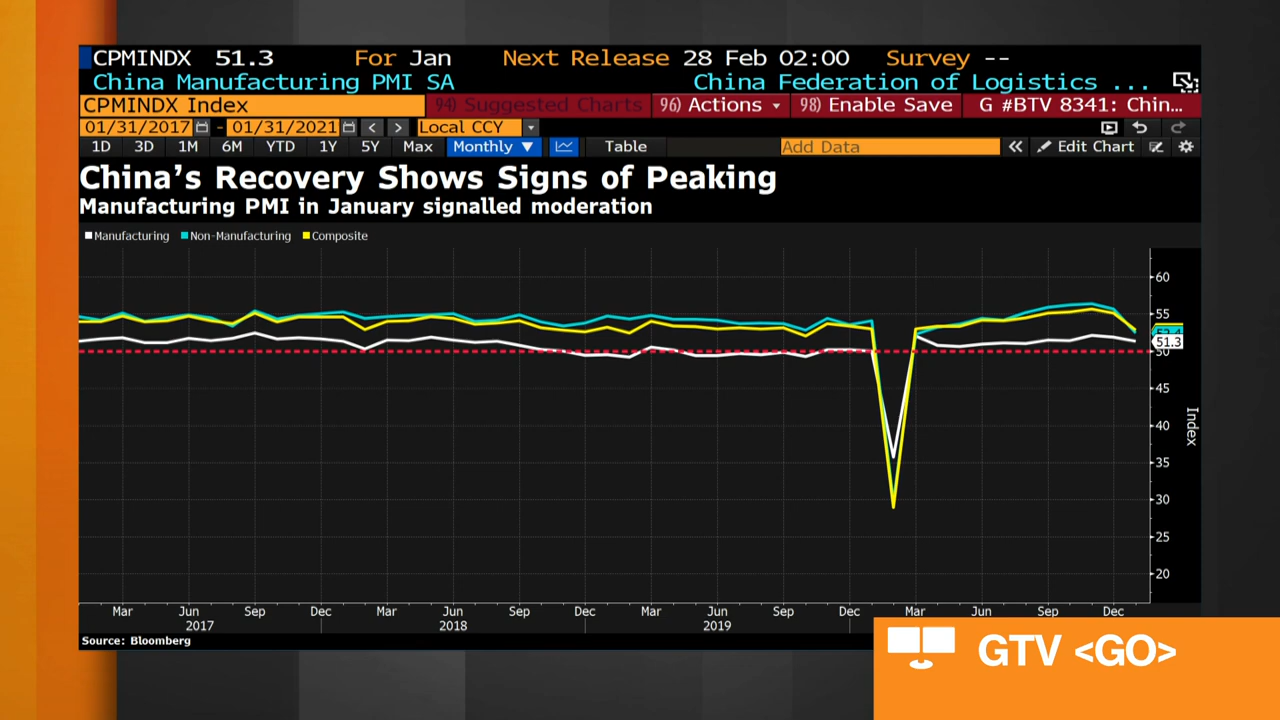 CPMINDX 51.3 For Jan Next Release 28 Feb 02:00 Survey --
China Manufacturing PMI SA China Federation of Logistics ...
CPMINDX Index 94) Suggested Charts 96) Actions 98) Enable Save G #BTV 8341: Chin...
01/31/2017 - 01/31/2021 < > Local CCY
1D 3D 1M 6M YTD 1Y 5Y Max Monthly ▼ Table Add Data « Edit Chart
China's Recovery Shows Signs of Peaking
Manufacturing PMI in January signalled moderation
Manufacturing Non-Manufacturing Composite
60
55
51.3
50
45
40
35
30
25
20
Index
Mar Jun Sep Dec Mar Jun Sep Dec Mar Jun Sep Dec Mar Jun Sep Dec
2017 2018 2019
Source: Bloomberg
GTV <GO>